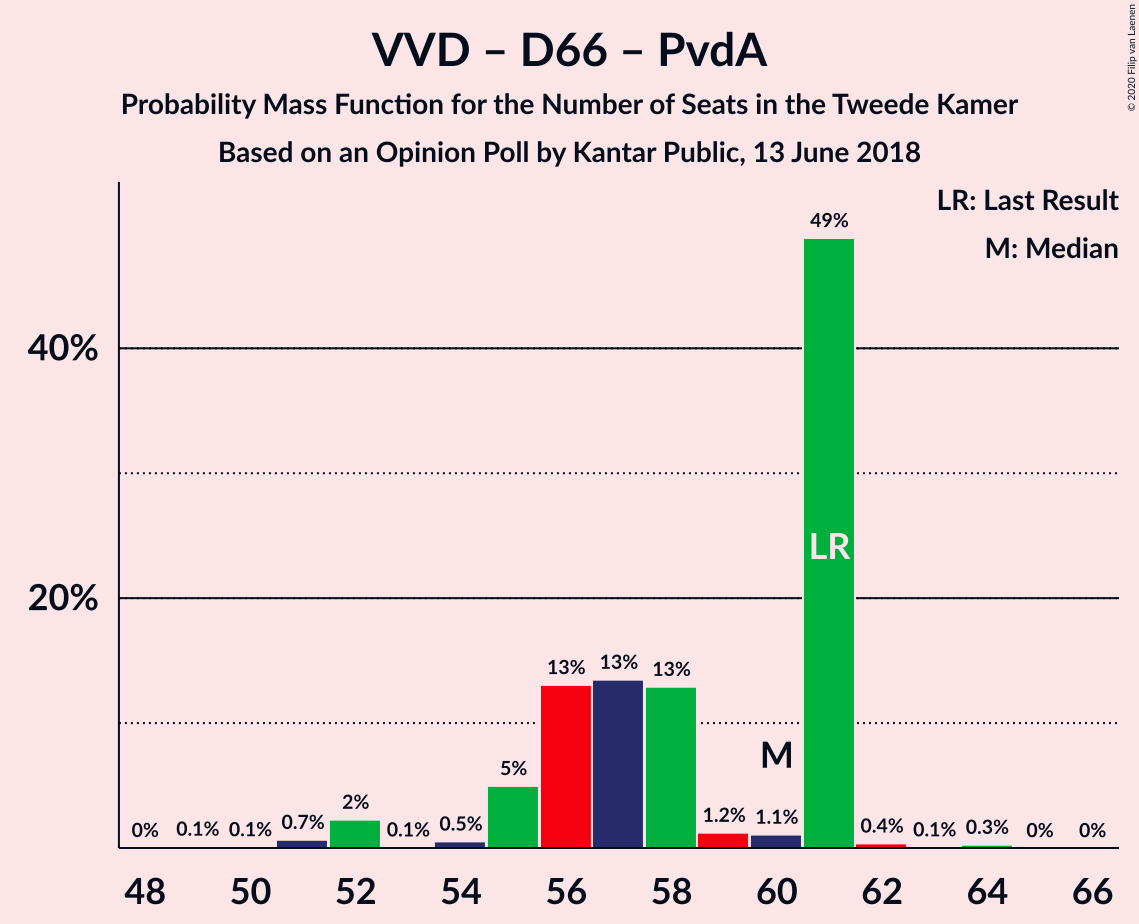 VVD – D66 – PvdA
Probability Mass Function for the Number of Seats in the Tweede Kamer
Based on an Opinion Poll by Kantar Public, 13 June 2018
© 2020 Filip van Laenen
LR: Last Result
M: Median
40%
20%
0%
0.1%
0.1%
0.7%
2%
0.1%
0.5%
5%
13%
13%
13%
1.2%
1.1%
49%
0.4%
0.1%
0.3%
0%
0%
M
LR
48 50 52 54 56 58 60 62 64 66